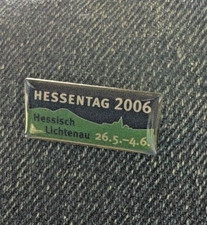 HESSENTAG 2006
Hessisch
Lichtenau 26.5.-4.6.